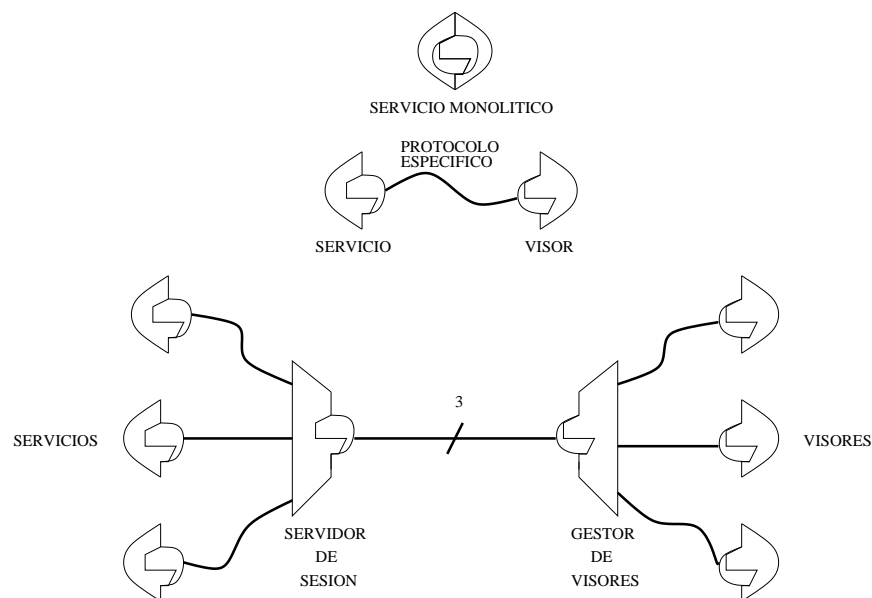 SERVICIO MONOLITICO
PROTOCOLO
ESPECIFICO
SERVICIO
VISOR
3
SERVICIOS
VISORES
SERVIDOR
DE
SESION
GESTOR
DE
VISORES